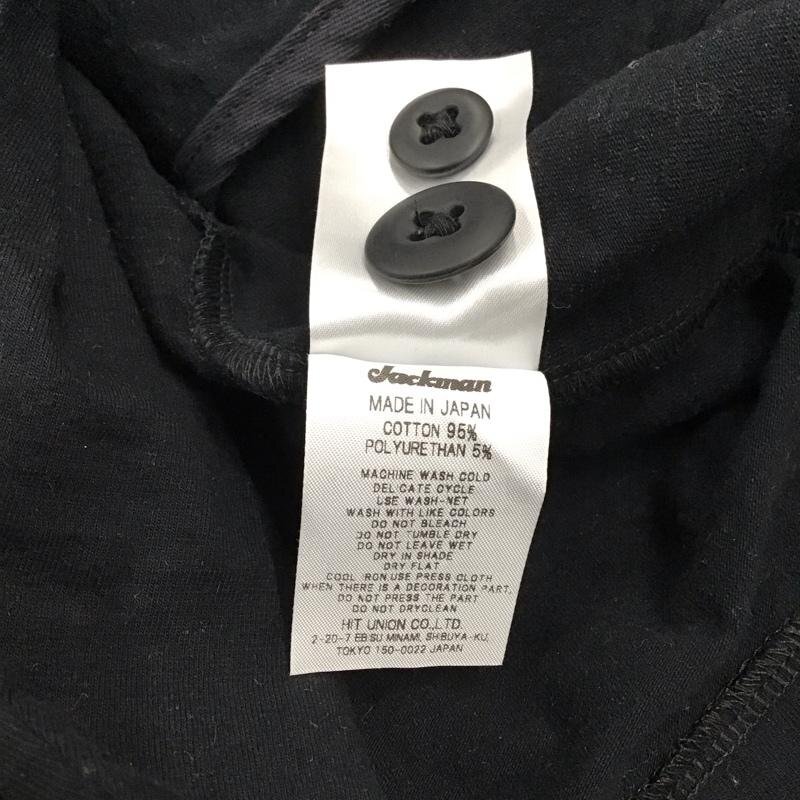 Jackman
MADE IN JAPAN
COTTON 95%
POLYURETHAN 5%
MACHINE WASH COLD
DELICATE CYCLE
USE WASH-NET
WASH WITH LIKE COLORS
DO NOT BLEACH
DO NOT TUMBLE DRY
DO NOT LEAVE WET
DRY IN SHADE
DRY FLAT
COOL IRON.USE PRESS CLOTH
WHEN THERE IS A DECORATION PART,
DO NOT PRESS THE PART
DO NOT DRYCLEAN
HIT UNION CO.,LTD.
2-20-7 EBISU MINAMI, SHIBUYA-KU,
TOKYO 150-0022 JAPAN